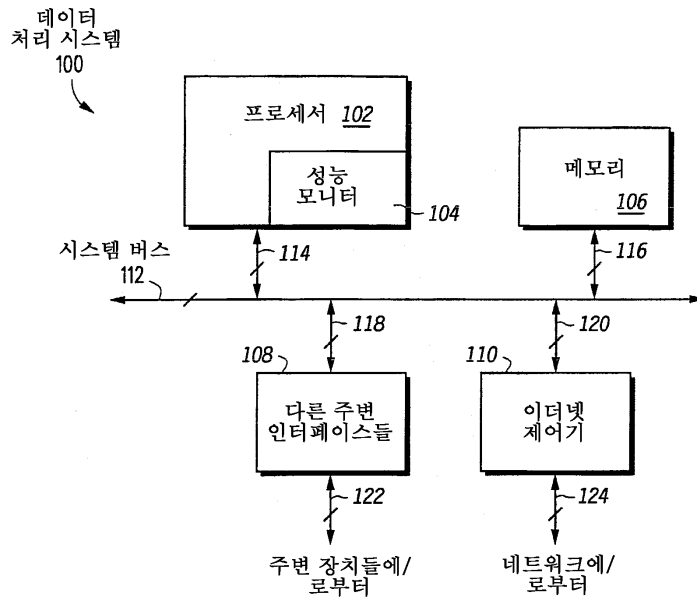 데이터
처리 시스템
100
프로세서 102
성능
모니터
104
메모리
106
114
116
시스템 버스
112
118
120
108
110
다른 주변
인터페이스들
이더넷
제어기
122
124
주변 장치들에/
로부터
네트워크에/
로부터